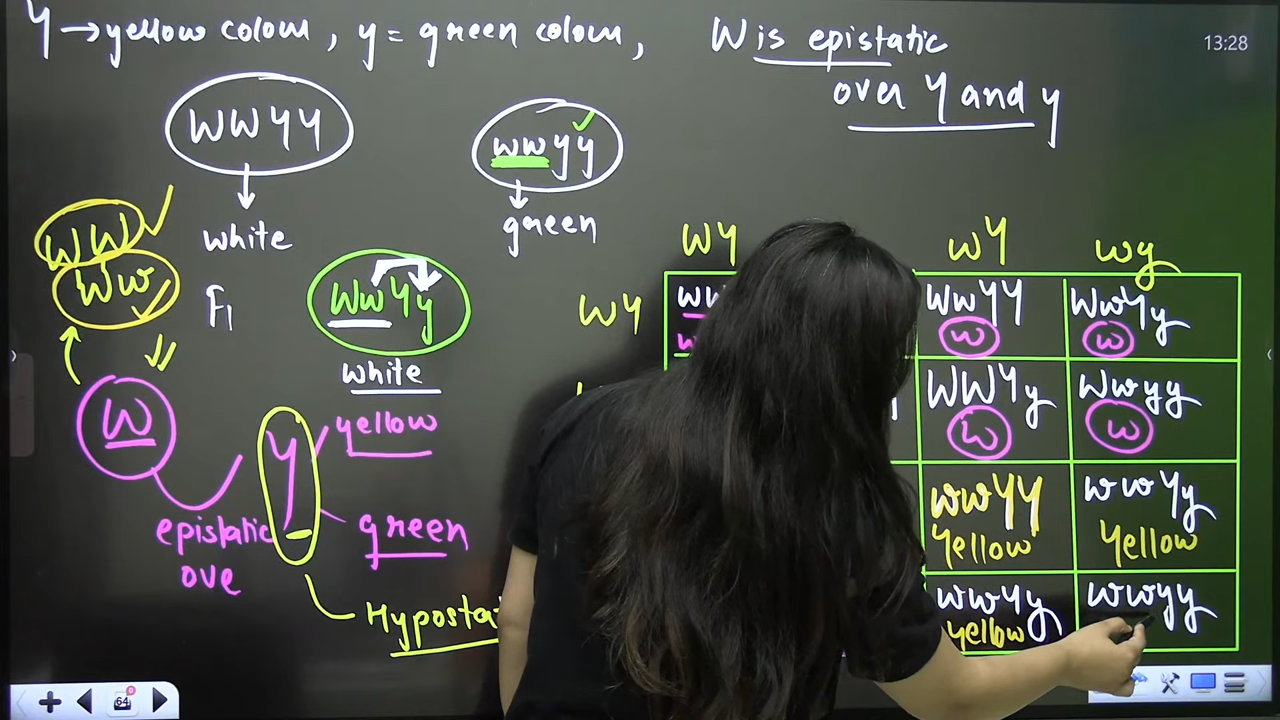 Y → yellow colour, y = green colour, W is epistatic
over Y and y
13:28
WWYY
wwyy
white
green
WW
Ww
F1
WwYy
white
W
epistatic
ove
Y
yellow
green
WY
wY
wy
WY
WwYY
W
WwYy
W
WWYy
W
Wwyy
W
wwYY
Yellow
wwYy
Yellow
wwYy
Yellow
wwyy
64